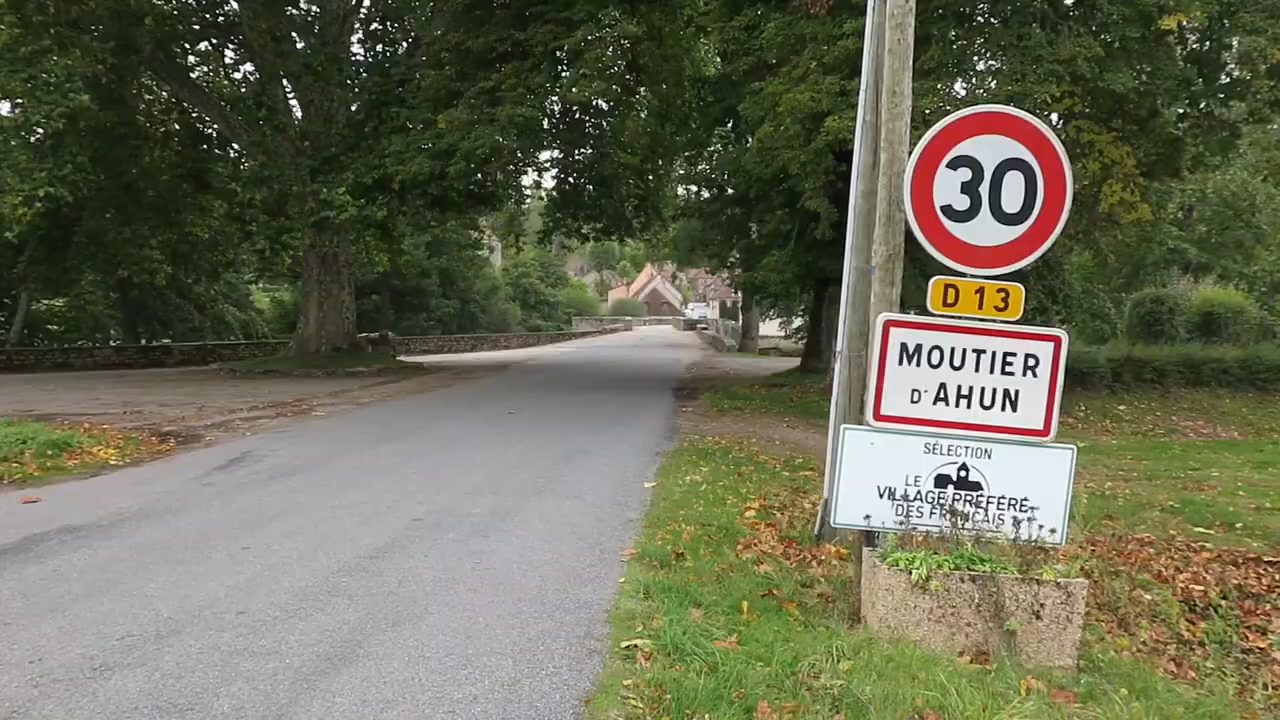 30
D 13
MOUTIER
D'AHUN
SÉLECTION
LE
VILLAGE PRÉFÉRÉ
DES FRANÇAIS